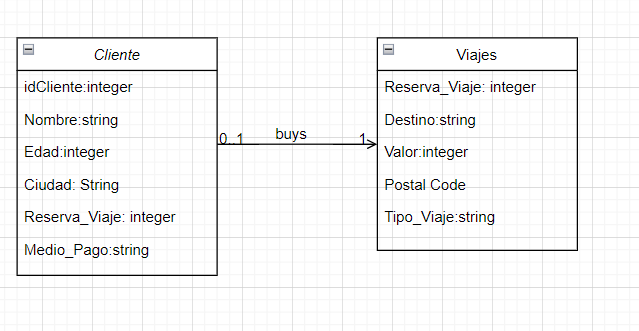 Cliente
idCliente:integer
Nombre:string
Edad:integer
Ciudad: String
Reserva_Viaje: integer
Medio_Pago:string
0..1
buys
1
Viajes
Reserva_Viaje: integer
Destino:string
Valor:integer
Postal Code
Tipo_Viaje:string